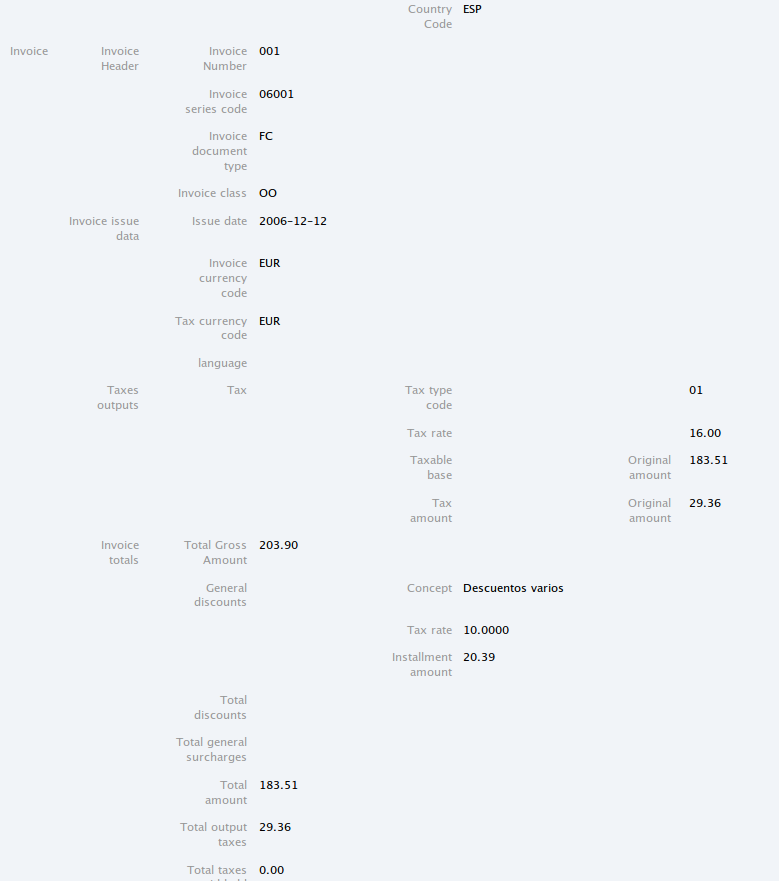 Country ESP
Code
Invoice Invoice Invoice 001
Header Number
Invoice 06001
series code
Invoice FC
document
type
Invoice class OO
Invoice issue Issue date 2006-12-12
data
Invoice EUR
currency
code
Tax currency EUR
code
language
Taxes Tax Tax type 01
outputs code
Tax rate 16.00
Taxable Original 183.51
base amount
Tax Original 29.36
amount amount
Invoice Total Gross 203.90
totals Amount
General Concept Descuentos varios
discounts
Tax rate 10.0000
Installment 20.39
amount
Total
discounts
Total general
surcharges
Total 183.51
amount
Total output 29.36
taxes
Total taxes 0.00